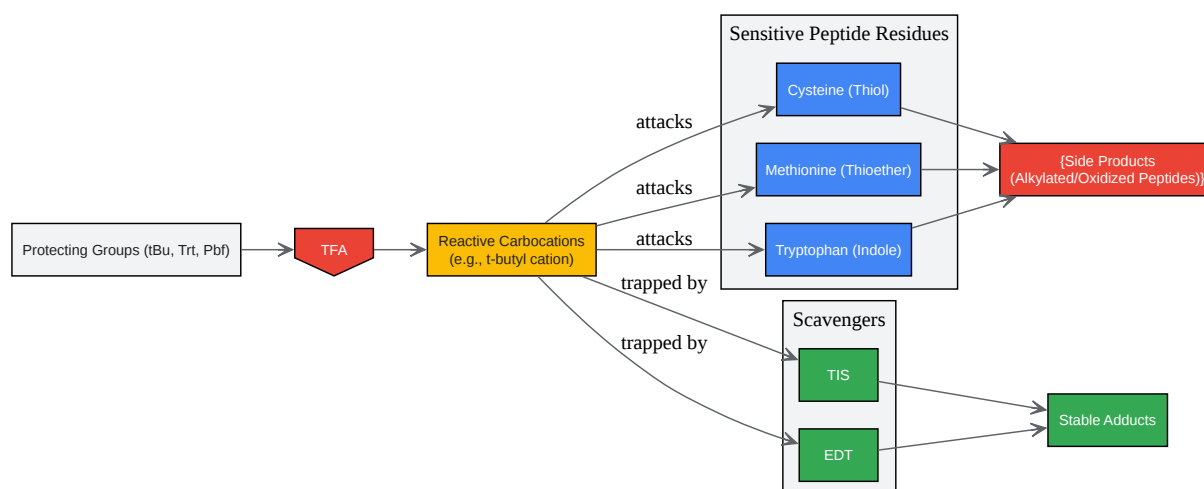 Sensitive Peptide Residues
Cysteine (Thiol)
attacks
Methionine (Thioether)
{Side Products
(Alkylated/Oxidized Peptides)}
attacks
Protecting Groups (tBu, Trt, Pbf)
TFA
Reactive Carbocations
(e.g., t-butyl cation)
attacks
Tryptophan (Indole)
trapped by
Scavengers
trapped by
TIS
Stable Adducts
EDT